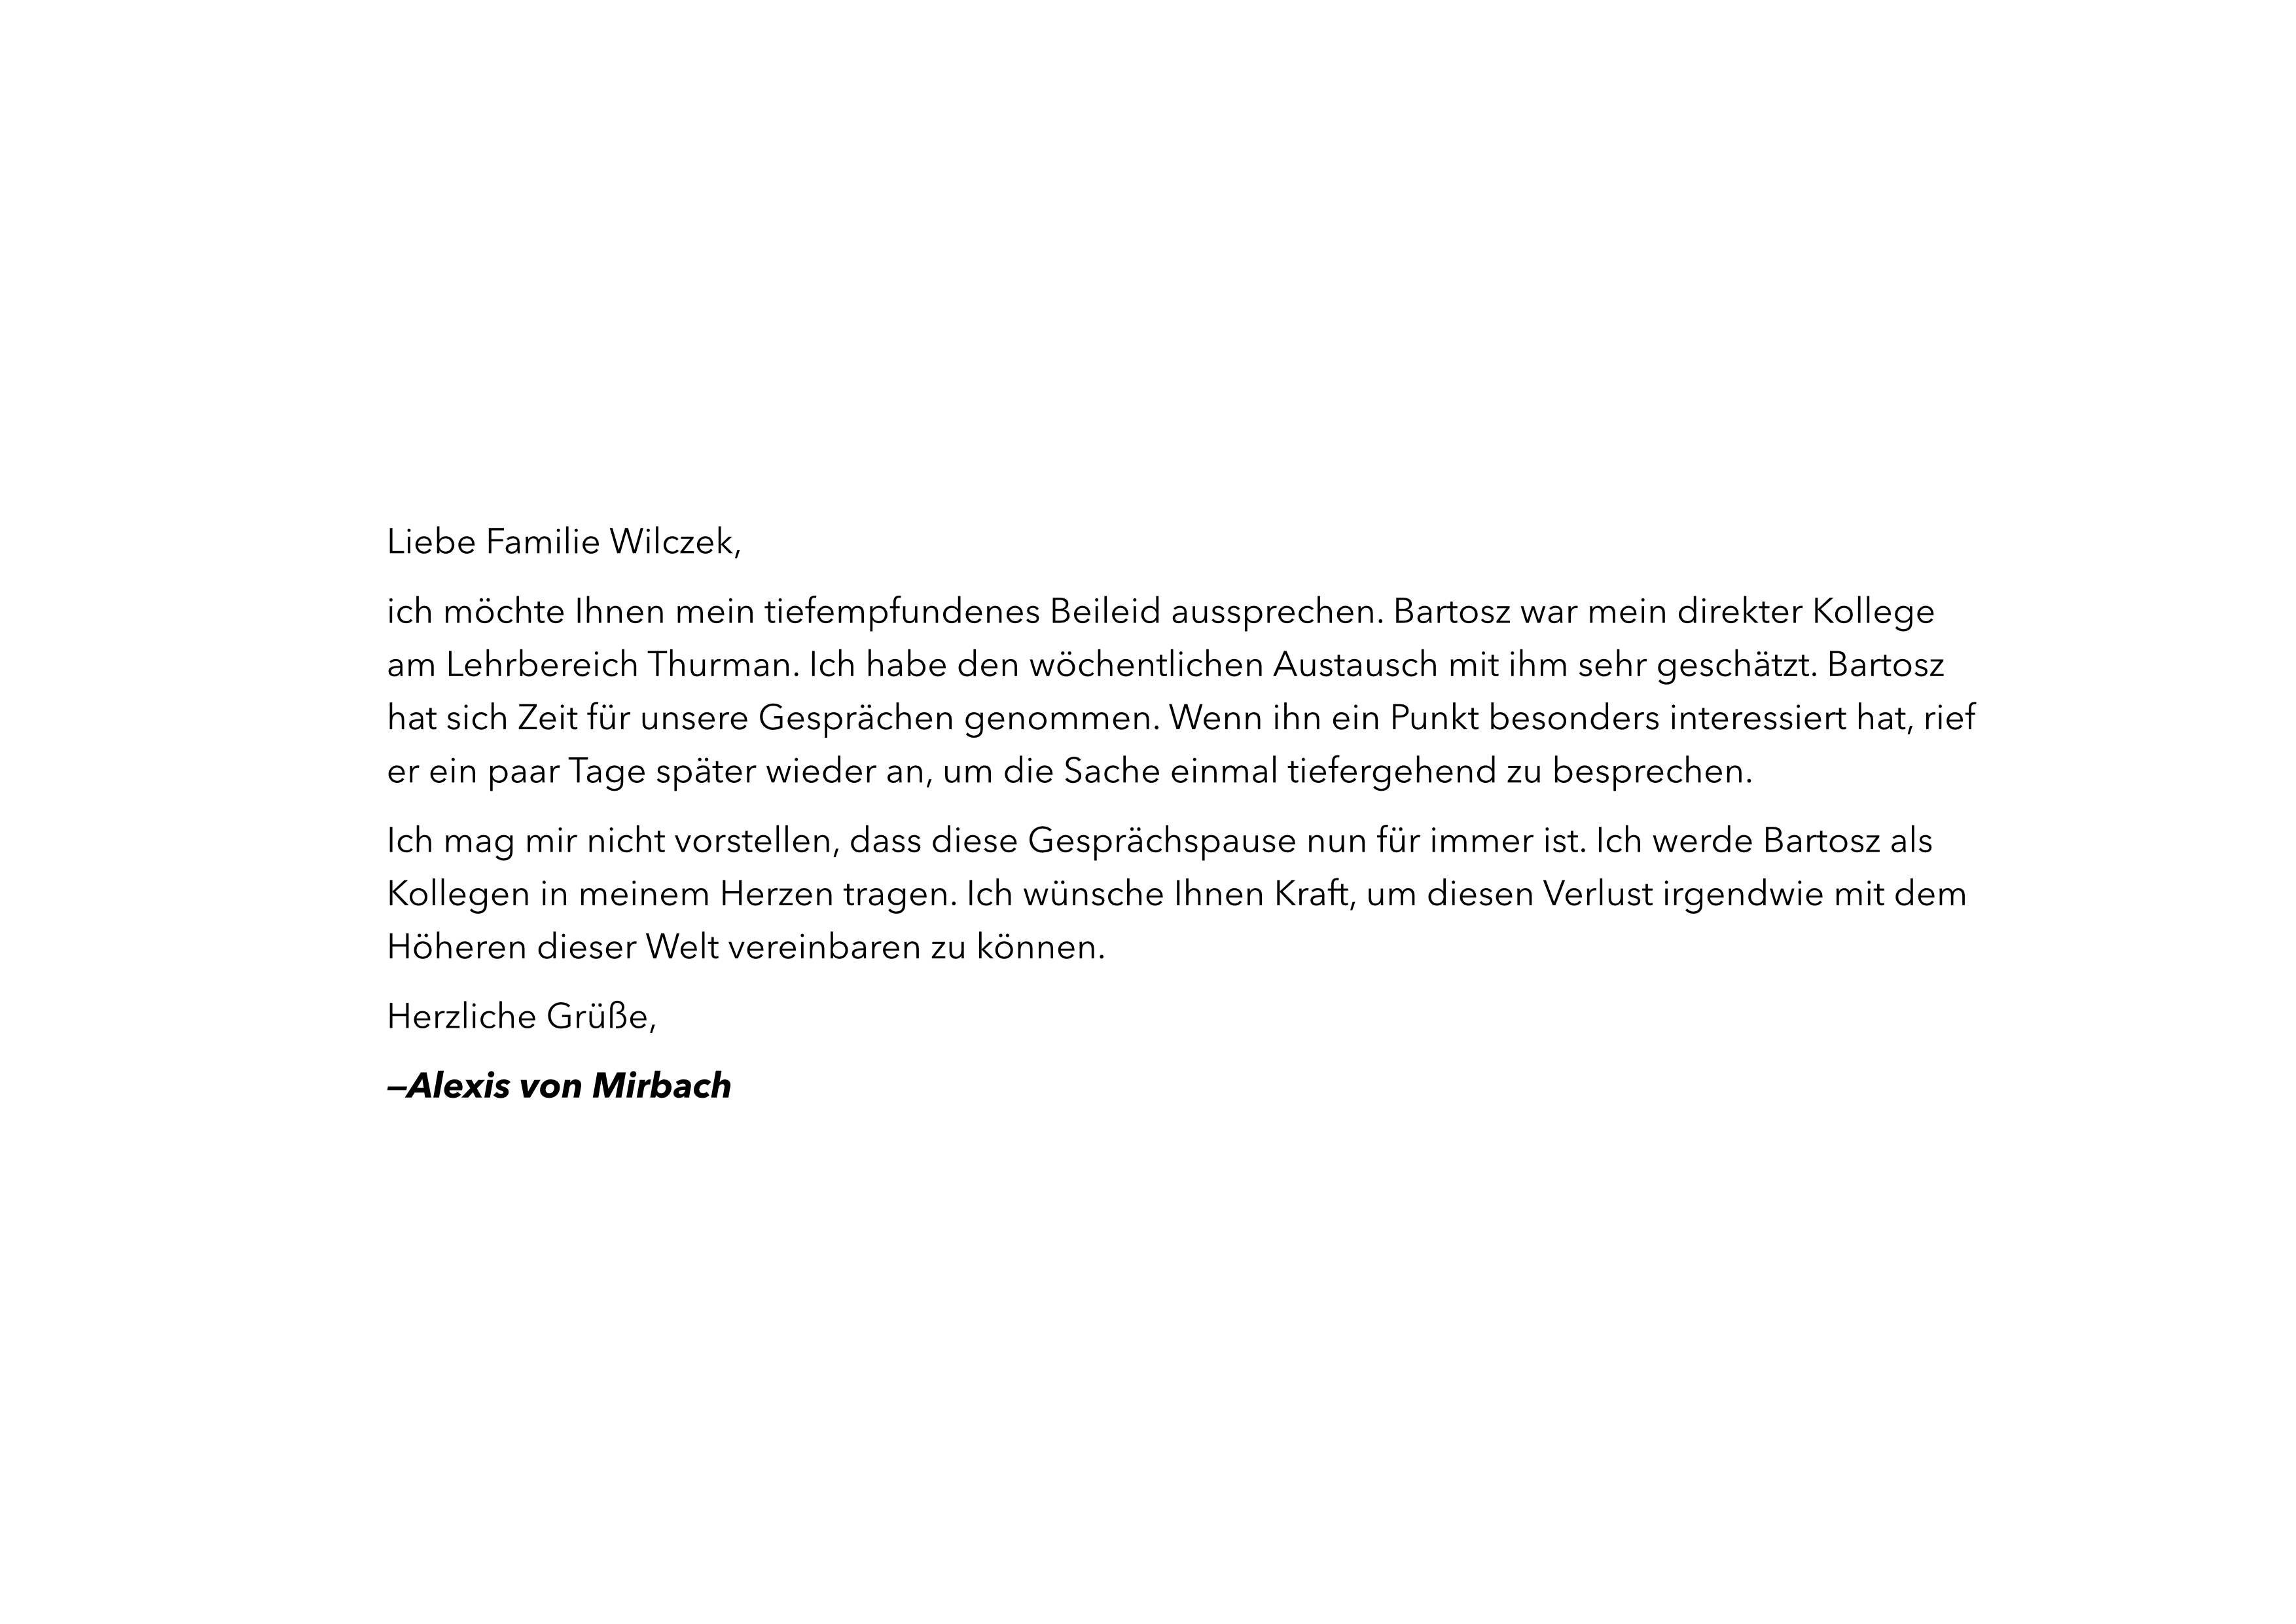 Liebe Familie Wilczek,
ich möchte Ihnen mein tiefempfundenes Beileid aussprechen. Bartosz war mein direkter Kollege
am Lehrbereich Thurman. Ich habe den wöchentlichen Austausch mit ihm sehr geschätzt. Bartosz
hat sich Zeit für unsere Gesprächen genommen. Wenn ihn ein Punkt besonders interessiert hat, rief
er ein paar Tage später wieder an, um die Sache einmal tiefergehend zu besprechen.
Ich mag mir nicht vorstellen, dass diese Gesprächspause nun für immer ist. Ich werde Bartosz als
Kollegen in meinem Herzen tragen. Ich wünsche Ihnen Kraft, um diesen Verlust irgendwie mit dem
Höheren dieser Welt vereinbaren zu können.
Herzliche Grüße,
—Alexis von Mirbach